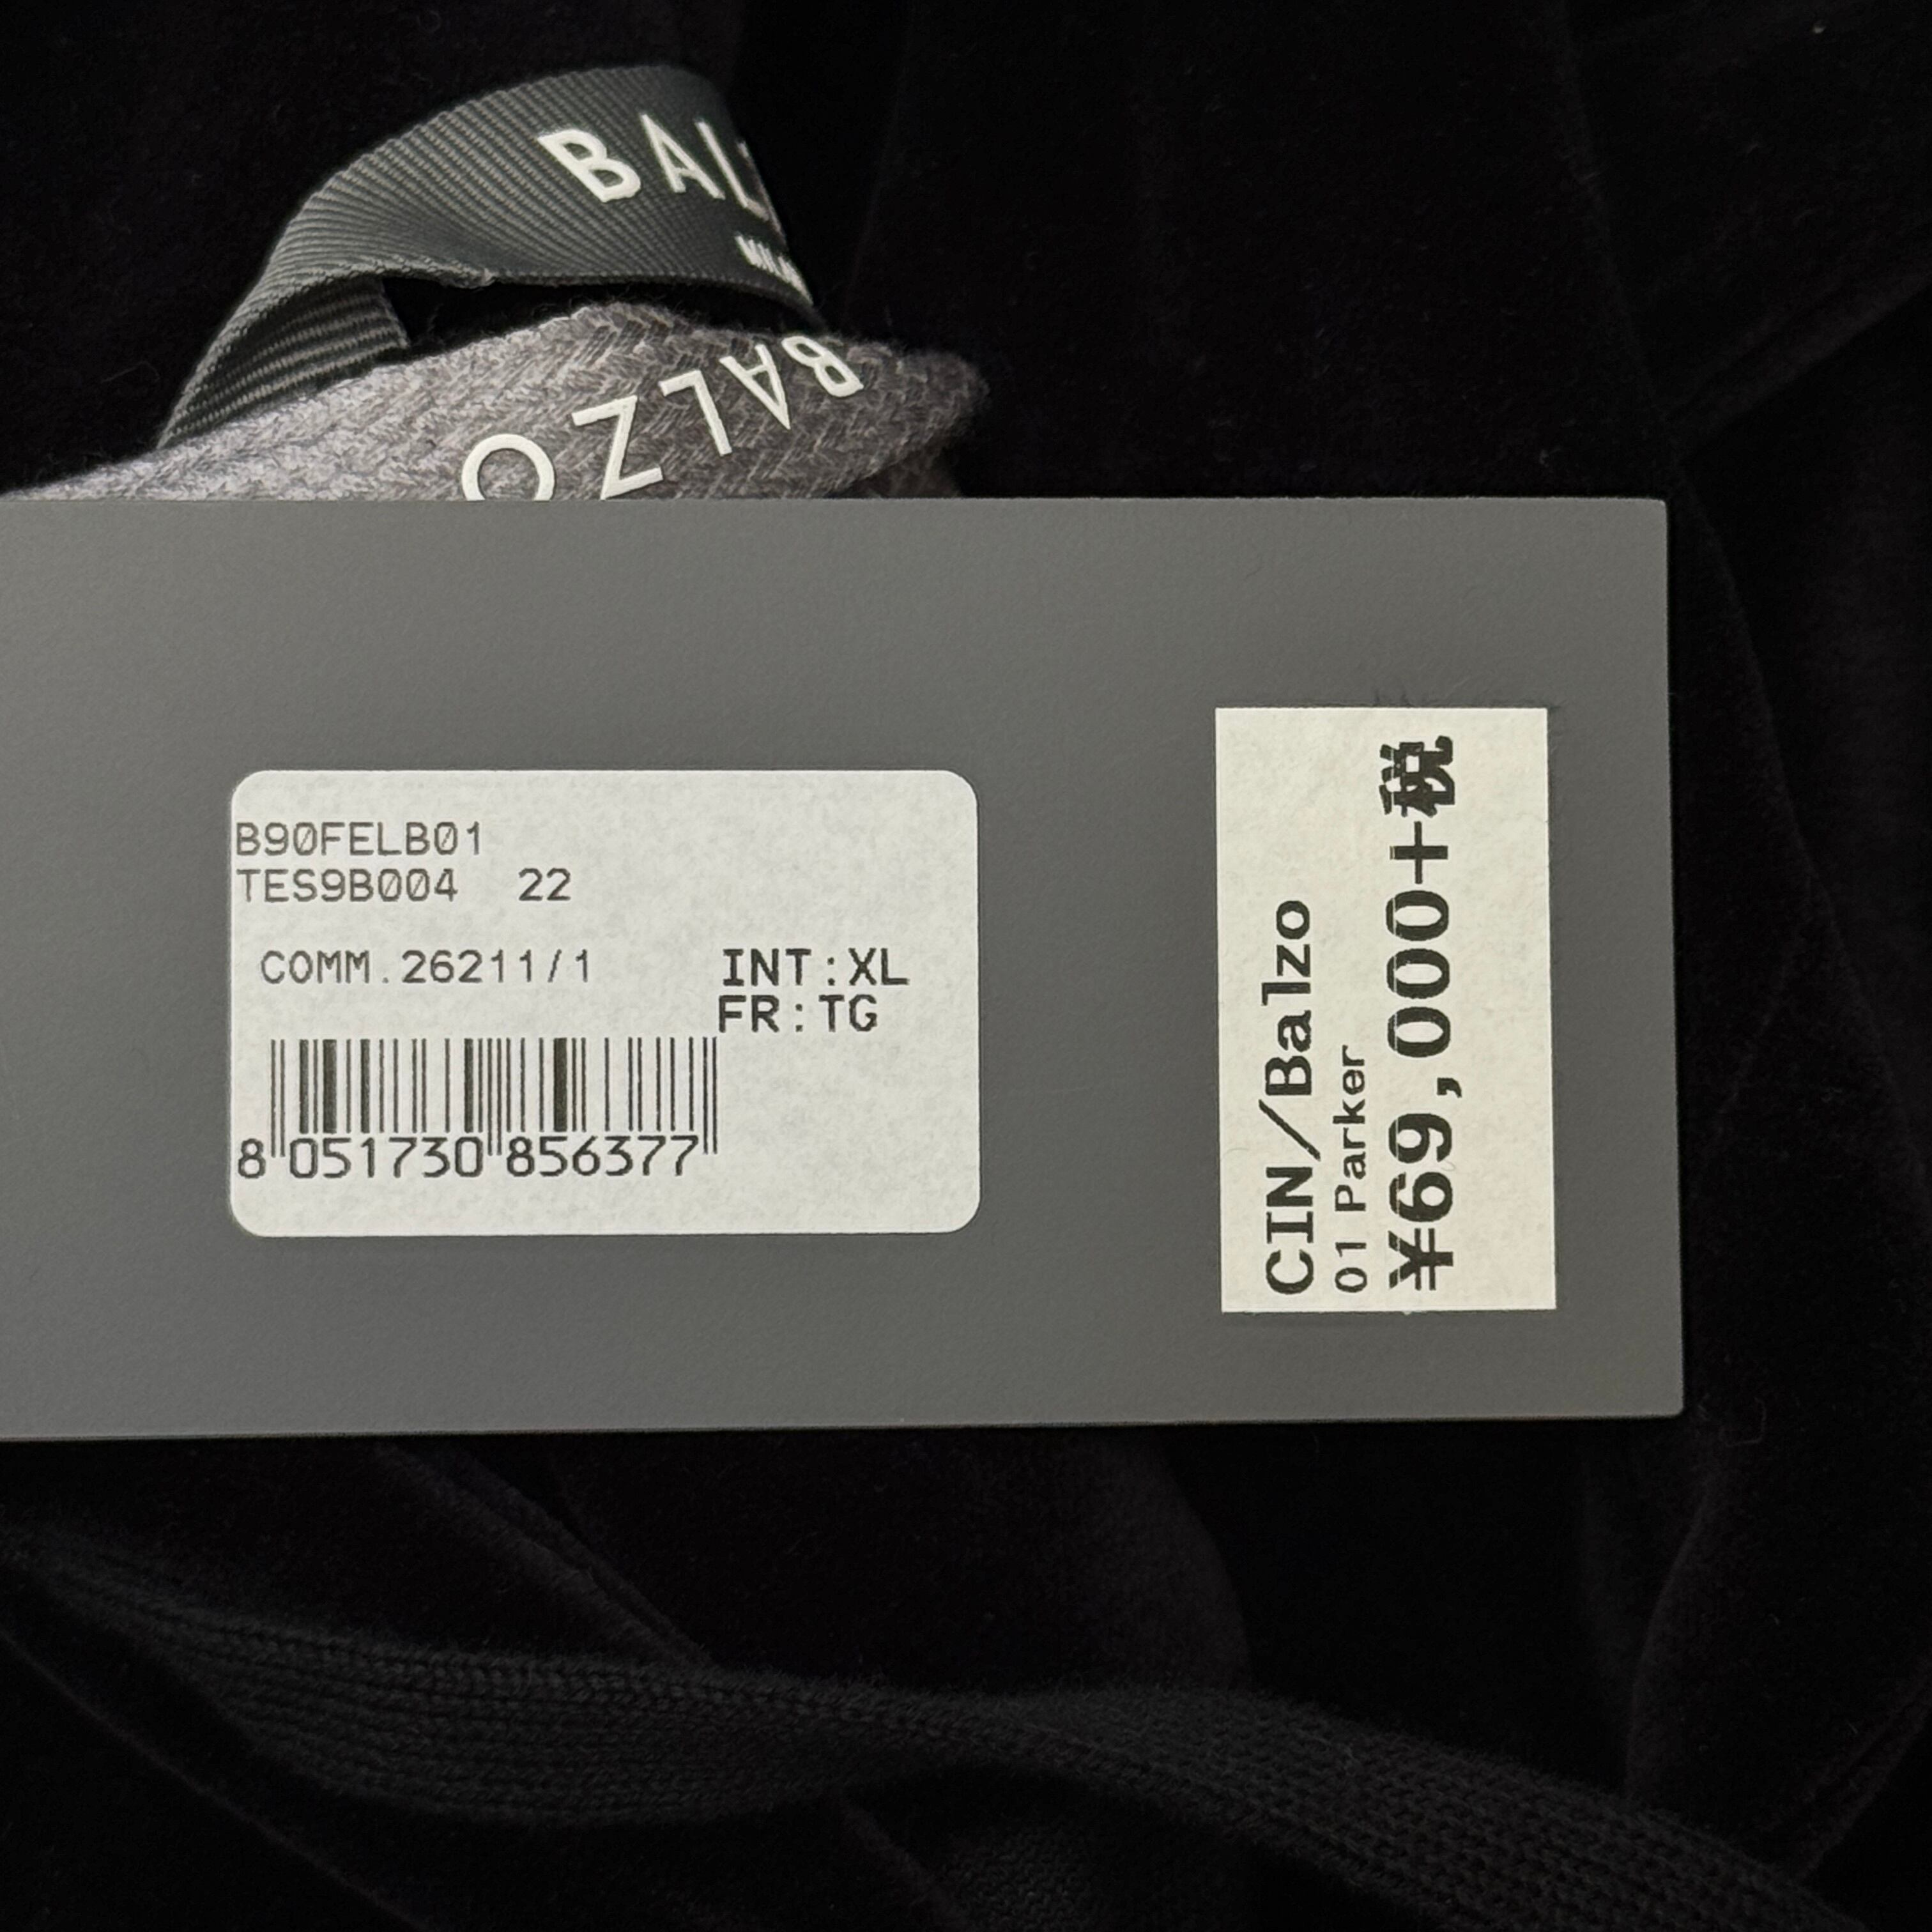 BAL
BALZO
B90FELB01
TES9B004 22
COMM.26211/1
INT:XL
FR:TG
8 051730 856377
CIN/Balzo
01 Parker
¥69,000+税